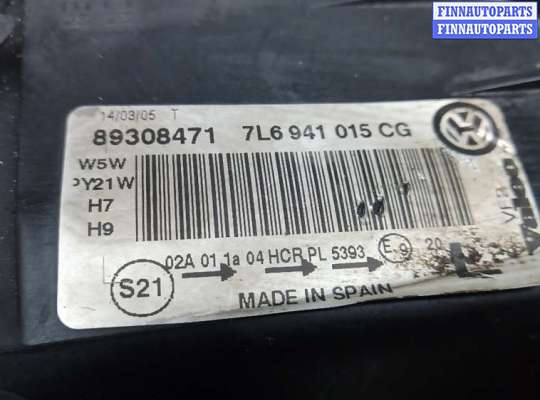 FINNAUTOPARTS
FINNAUTOPARTS
14/03/05 T
89308471 7L6 941 015 CG
W5W
PY21W
H7
H9
02A 01 1a 04 HCR PL 5393 E 9 20
S21
MADE IN SPAIN